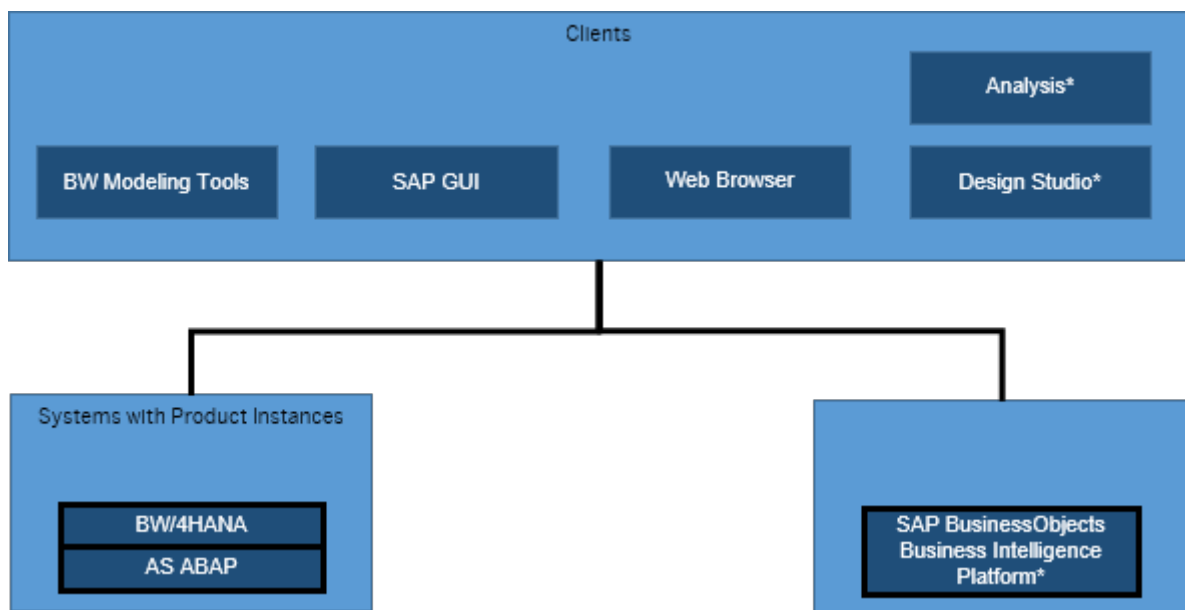 Clients
Analysis*
BW Modeling Tools
SAP GUI
Web Browser
Design Studio*
Systems with Product Instances
BW/4HANA
AS ABAP
SAP BusinessObjects
Business Intelligence
Platform*